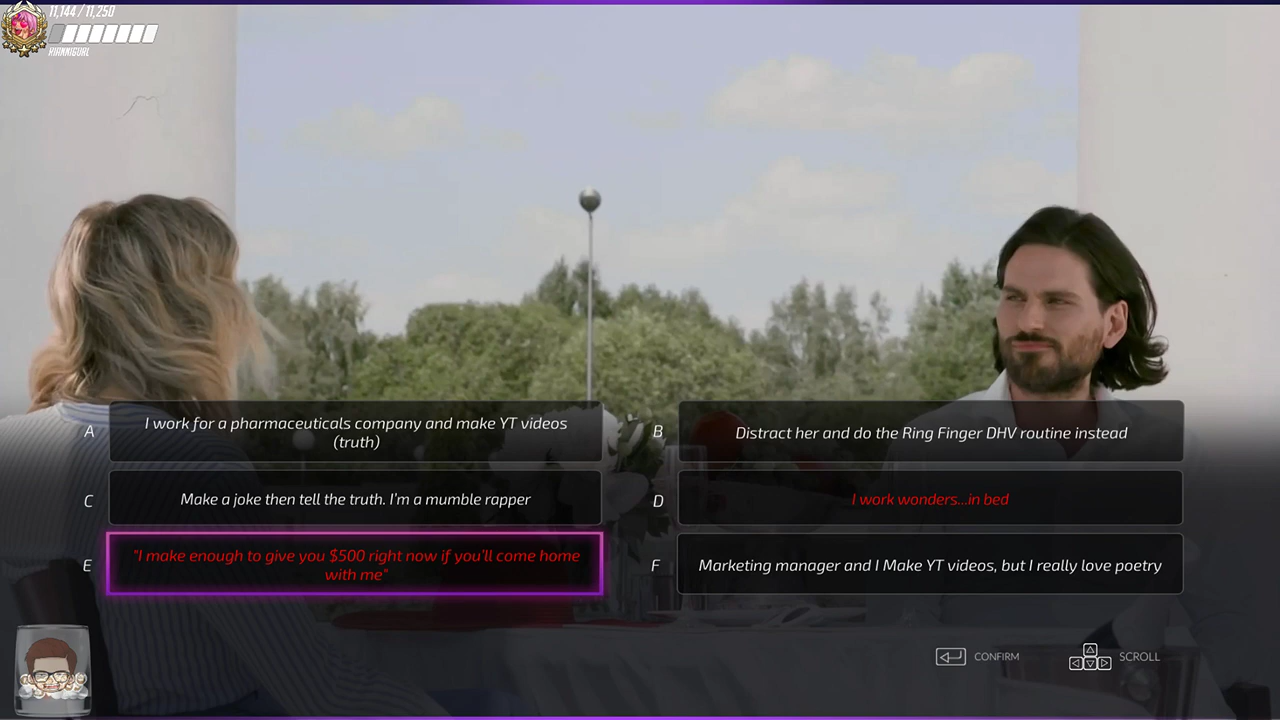 11,144 / 11,250
A
I work for a pharmaceuticals company and make YT videos
(truth)
B
Distract her and do the Ring Finger DHV routine instead
C
Make a joke then tell the truth. I'm a mumble rapper
D
I work wonders...in bed
E
"I make enough to give you $500 right now if you'll come home
with me"
F
Marketing manager and I Make YT videos, but I really love poetry
CONFIRM
SCROLL